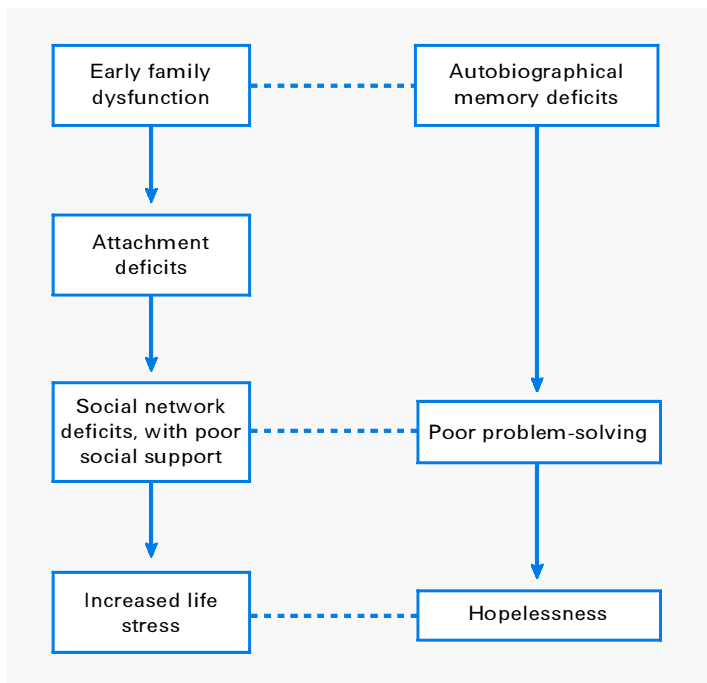 Early family
dysfunction
Autobiographical
memory deficits
Attachment
deficits
Social network
deficits, with poor
social support
Poor problem-solving
Increased life
stress
Hopelessness